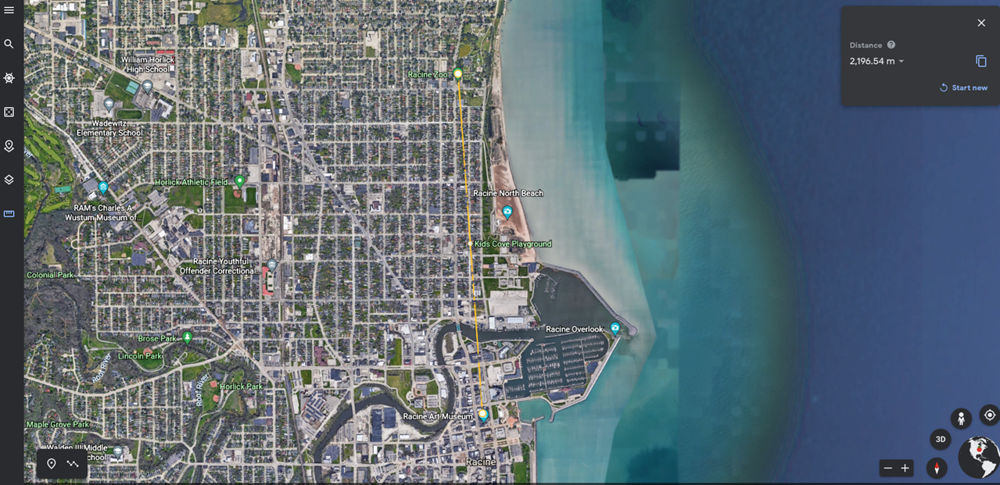 Distance
2,196.54 m
Start new
William Horlick
High School
Racine Zoo
Wadewitz
Elementary School
River
Horlick Athletic Field
Racine North Beach
RAM's Charles A.
Wustum Museum of...
Kids Cove Playground
Racine Youthful
Offender Correctional...
Colonial Park
Racine Overlook
Brose Park
Lincoln Park
Root River
Root River
Horlick Park
Racine Art Museum
Maple Grove Park
3D
Walden III Middle
chool
Racine